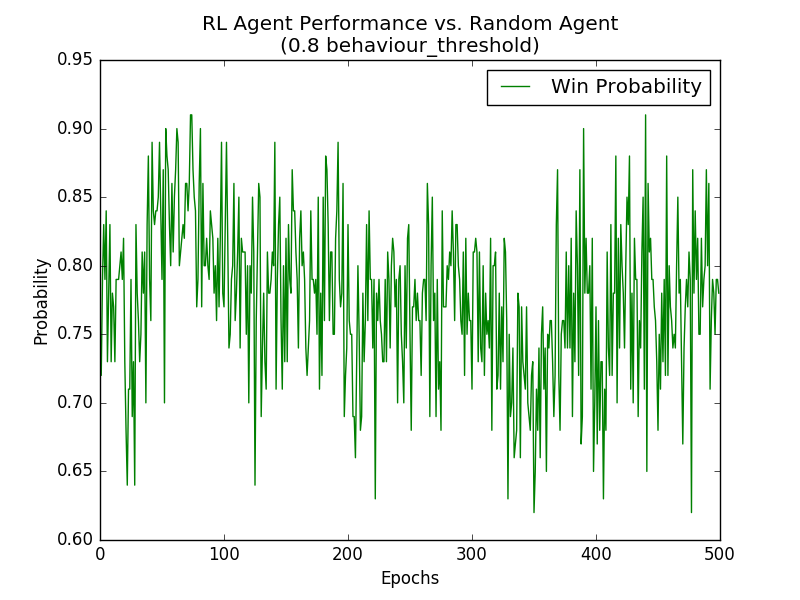 RL Agent Performance vs. Random Agent
(0.8 behaviour_threshold)
Win Probability
0.95
0.90
0.85
0.80
0.75
0.70
0.65
0.60
Probability
0 100 200 300 400 500
Epochs